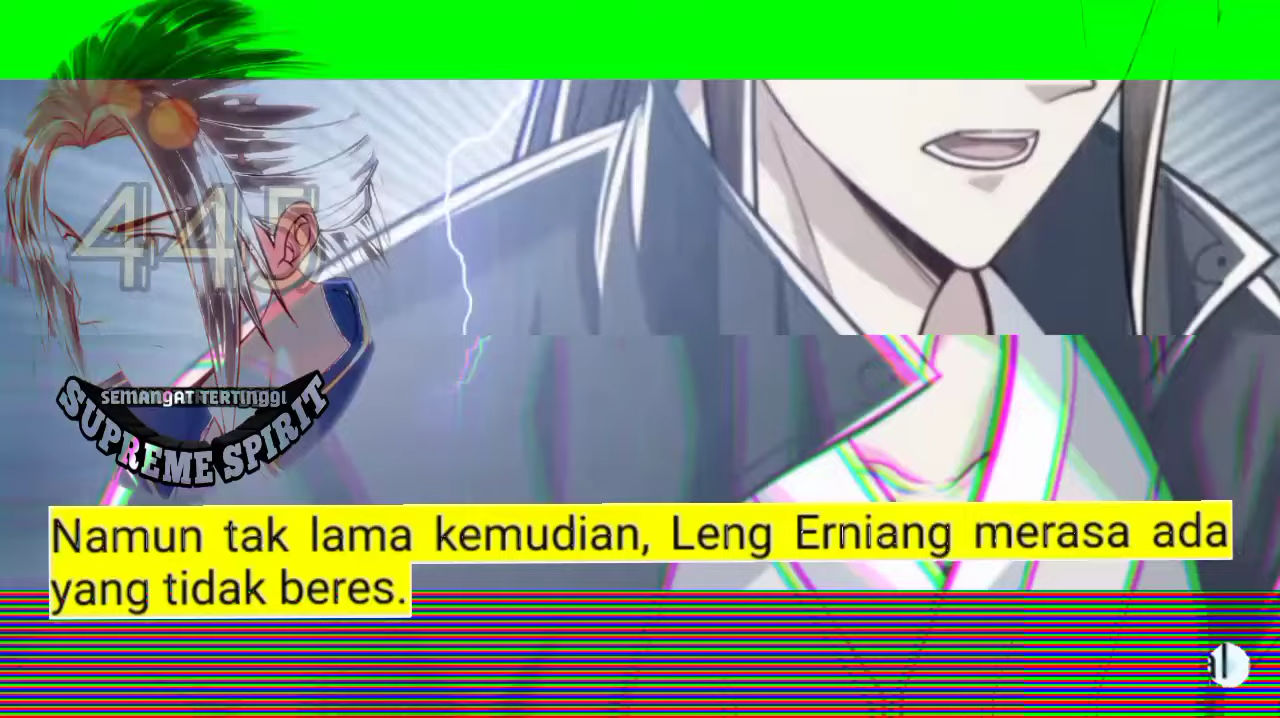 445
SEMANGAT TERTINGGI
SUPREME SPIRIT
Namun tak lama kemudian, Leng Erniang merasa ada
yang tidak beres.